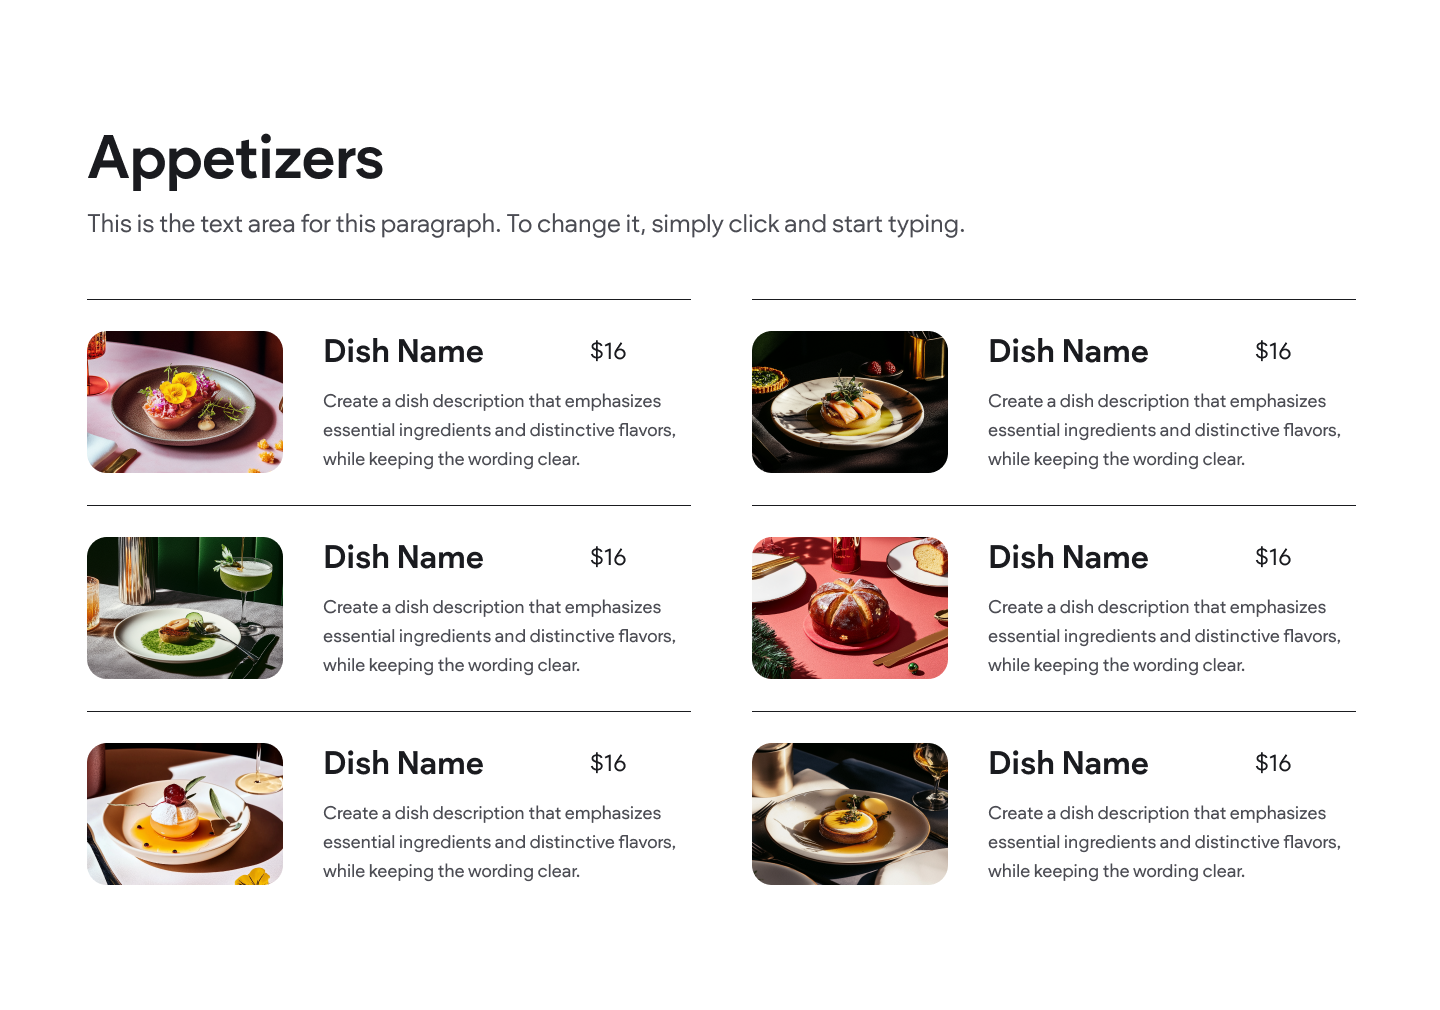 Appetizers
This is the text area for this paragraph. To change it, simply click and start typing.
Dish Name $16
Create a dish description that emphasizes
essential ingredients and distinctive flavors,
while keeping the wording clear.
Dish Name $16
Create a dish description that emphasizes
essential ingredients and distinctive flavors,
while keeping the wording clear.
Dish Name $16
Create a dish description that emphasizes
essential ingredients and distinctive flavors,
while keeping the wording clear.
Dish Name $16
Create a dish description that emphasizes
essential ingredients and distinctive flavors,
while keeping the wording clear.
Dish Name $16
Create a dish description that emphasizes
essential ingredients and distinctive flavors,
while keeping the wording clear.
Dish Name $16
Create a dish description that emphasizes
essential ingredients and distinctive flavors,
while keeping the wording clear.